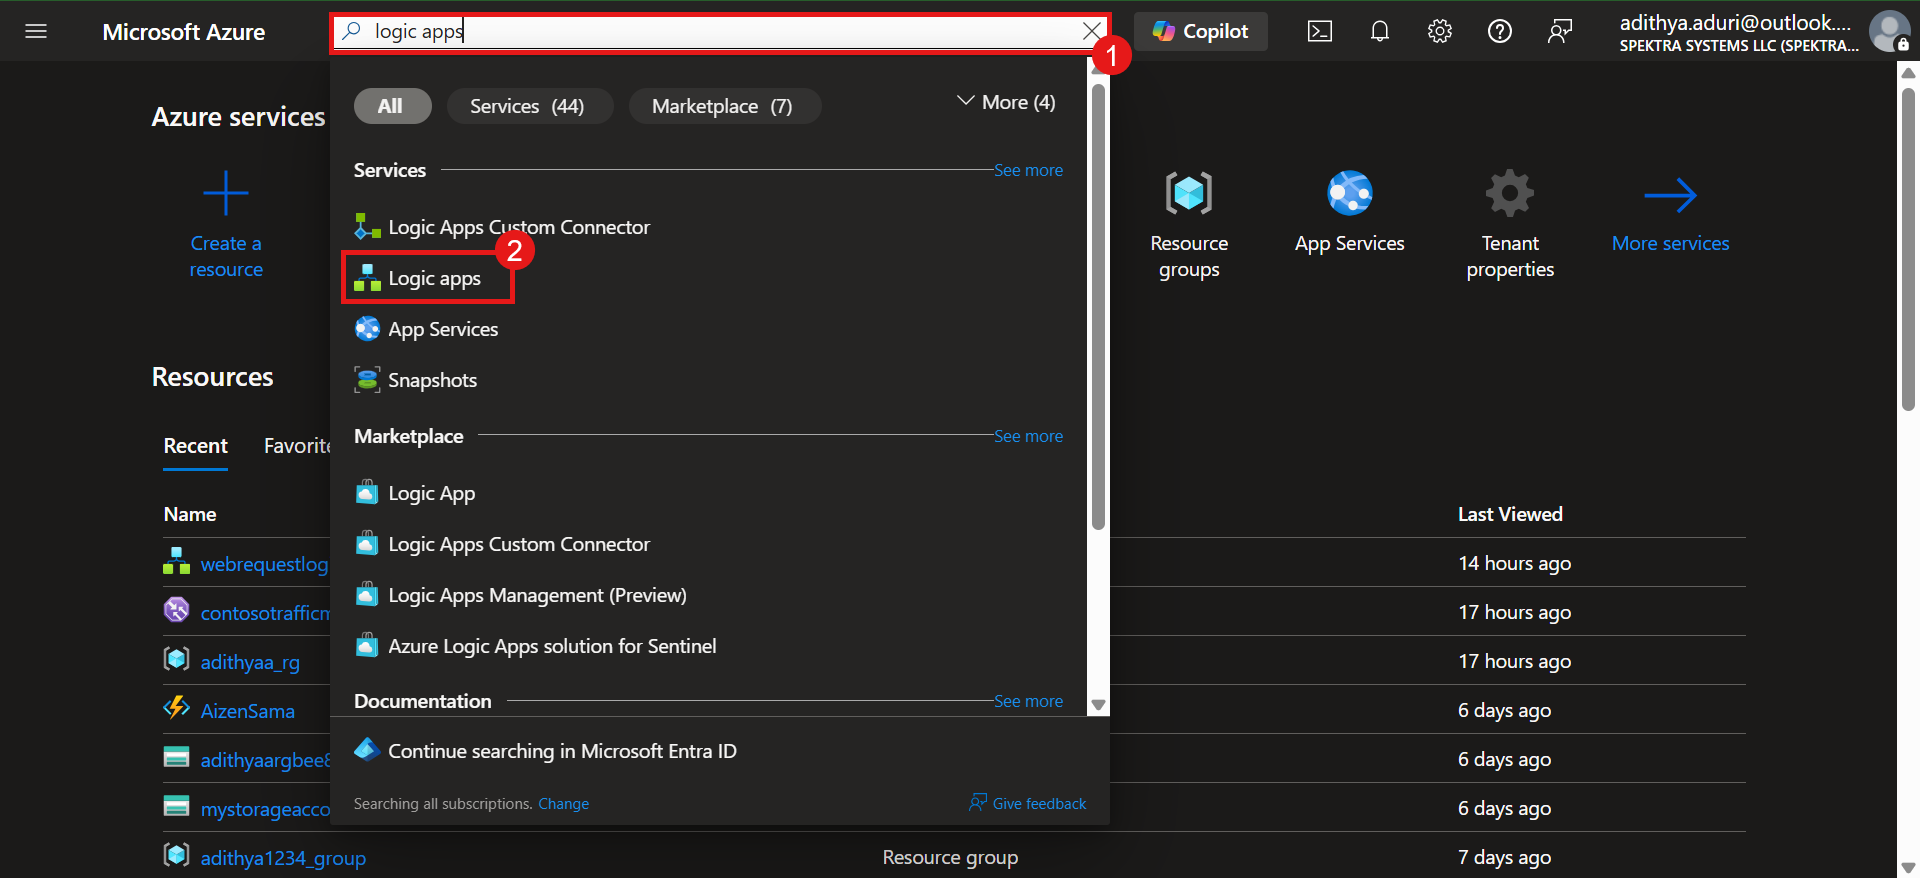 Microsoft Azure
logic apps
1
Copilot
adithya.aduri@outlook....
SPEKTRA SYSTEMS LLC (SPEKTRA...
All
Services (44)
Marketplace (7)
More (4)
Azure services
Create a
resource
Services
See more
Logic Apps Custom Connector
2
Logic apps
App Services
Snapshots
Resource
groups
App Services
Tenant
properties
More services
Marketplace
See more
Logic App
Logic Apps Custom Connector
Logic Apps Management (Preview)
Azure Logic Apps solution for Sentinel
Documentation
See more
Continue searching in Microsoft Entra ID
Searching all subscriptions. Change
Give feedback
Resources
Recent
Favorite
Name
Last Viewed
webrequestlog
14 hours ago
contosotrafficm
17 hours ago
adithyaa_rg
17 hours ago
AizenSama
6 days ago
adithyaargbee8
6 days ago
mystorageacco
6 days ago
adithya1234_group
Resource group
7 days ago